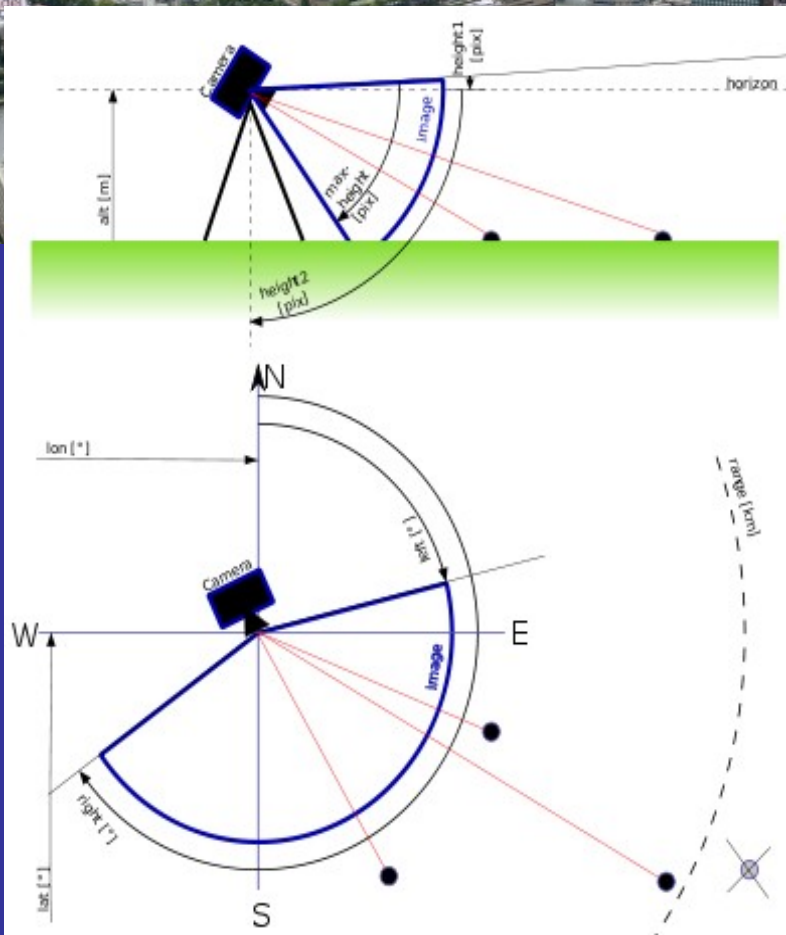 Camera
height1
[pix]
horizon
image
alt [m]
max-
height
[pix]
height2
[pix]
N
lon [°]
left [°]
range [km]
Camera
W
E
image
right [°]
lat [°]
S